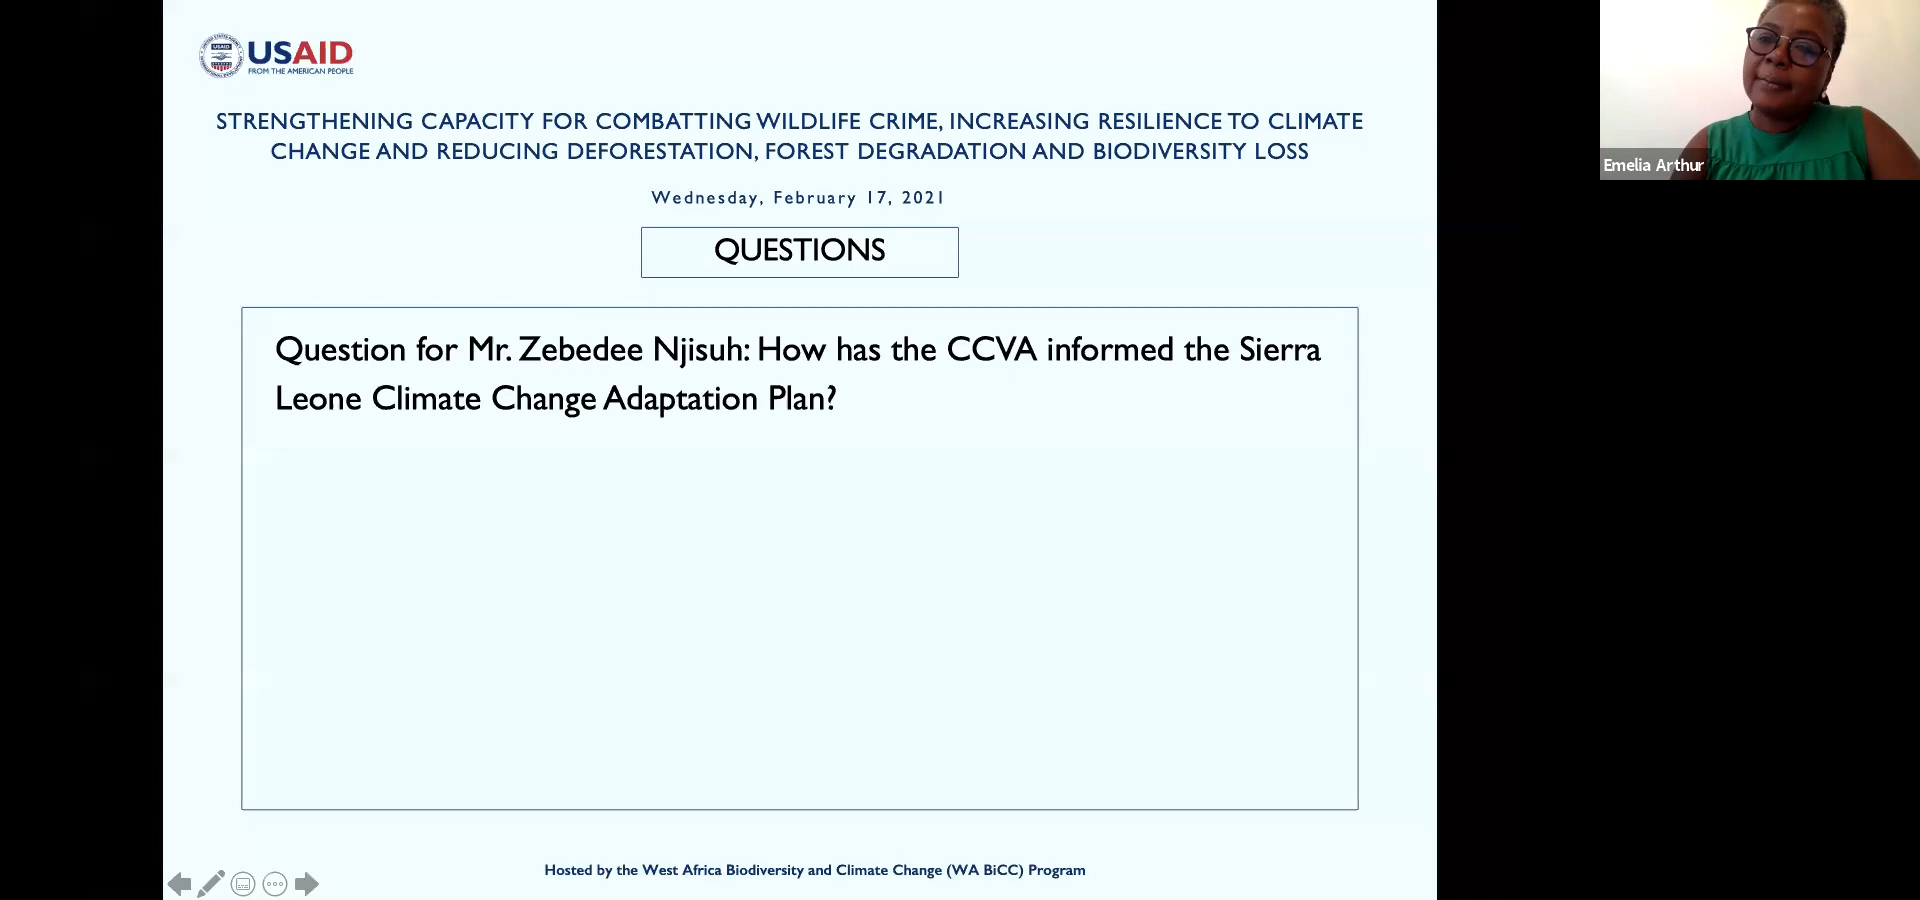 USAID
FROM THE AMERICAN PEOPLE
STRENGTHENING CAPACITY FOR COMBATTING WILDLIFE CRIME, INCREASING RESILIENCE TO CLIMATE
CHANGE AND REDUCING DEFORESTATION, FOREST DEGRADATION AND BIODIVERSITY LOSS
Wednesday, February 17, 2021
QUESTIONS
Question for Mr. Zebedee Njisuh: How has the CCVA informed the Sierra
Leone Climate Change Adaptation Plan?
Hosted by the West Africa Biodiversity and Climate Change (WA BiCC) Program
Emelia Arthur